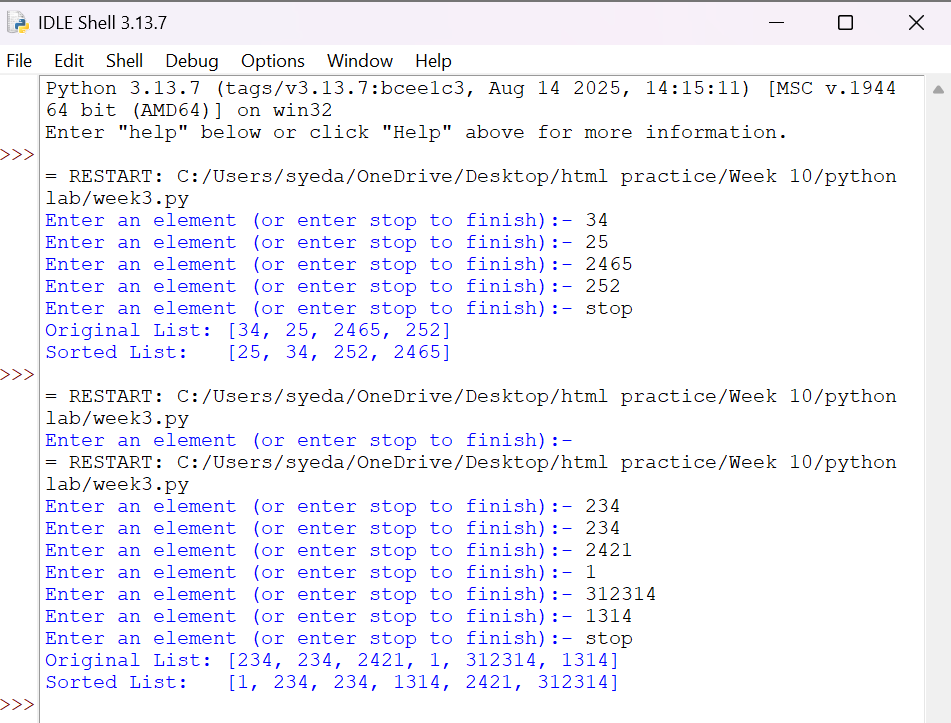 IDLE Shell 3.13.7
File Edit Shell Debug Options Window Help
Python 3.13.7 (tags/v3.13.7:bcee1c3, Aug 14 2025, 14:15:11) [MSC v.1944
64 bit (AMD64)] on win32
Enter "help" below or click "Help" above for more information.
>>>
= RESTART: C:/Users/syeda/OneDrive/Desktop/html practice/Week 10/python
lab/week3.py
Enter an element (or enter stop to finish):- 34
Enter an element (or enter stop to finish):- 25
Enter an element (or enter stop to finish):- 2465
Enter an element (or enter stop to finish):- 252
Enter an element (or enter stop to finish):- stop
Original List: [34, 25, 2465, 252]
Sorted List:   [25, 34, 252, 2465]
>>>
= RESTART: C:/Users/syeda/OneDrive/Desktop/html practice/Week 10/python
lab/week3.py
Enter an element (or enter stop to finish):-
= RESTART: C:/Users/syeda/OneDrive/Desktop/html practice/Week 10/python
lab/week3.py
Enter an element (or enter stop to finish):- 234
Enter an element (or enter stop to finish):- 234
Enter an element (or enter stop to finish):- 2421
Enter an element (or enter stop to finish):- 1
Enter an element (or enter stop to finish):- 312314
Enter an element (or enter stop to finish):- 1314
Enter an element (or enter stop to finish):- stop
Original List: [234, 234, 2421, 1, 312314, 1314]
Sorted List:   [1, 234, 234, 1314, 2421, 312314]
>>>